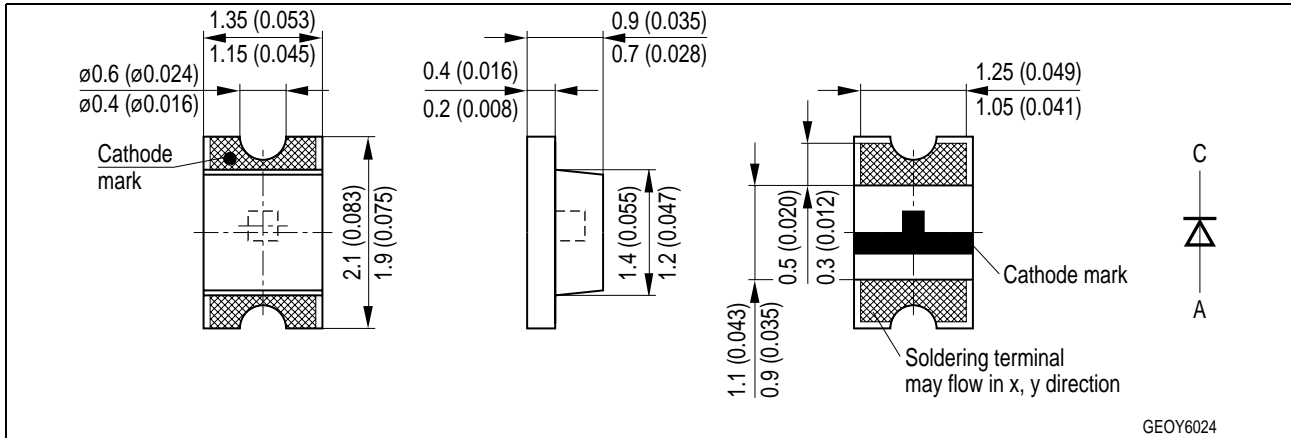 1.35 (0.053)
1.15 (0.045)
ø0.6 (ø0.024)
ø0.4 (ø0.016)
Cathode
mark
2.1 (0.083)
1.9 (0.075)
0.9 (0.035)
0.7 (0.028)
0.4 (0.016)
0.2 (0.008)
1.4 (0.055)
1.2 (0.047)
1.25 (0.049)
1.05 (0.041)
0.5 (0.020)
0.3 (0.012)
1.1 (0.043)
0.9 (0.035)
Cathode mark
Soldering terminal
may flow in x, y direction
C
A
GEOY6024